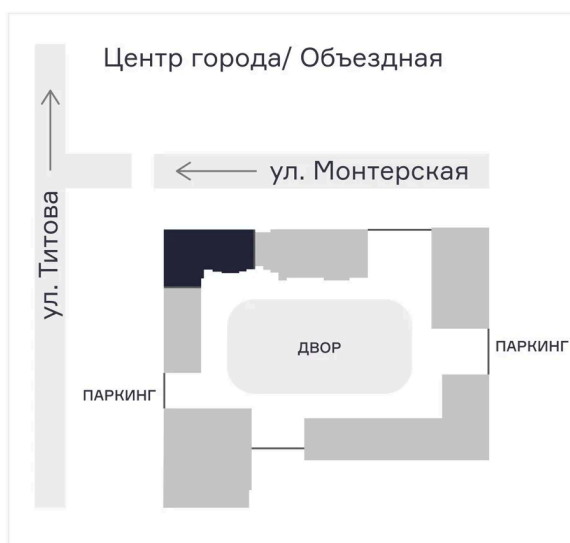 Центр города/ Объездная
ул. Монтерская
ул. Титова
ДВОР
ПАРКИНГ
ПАРКИНГ